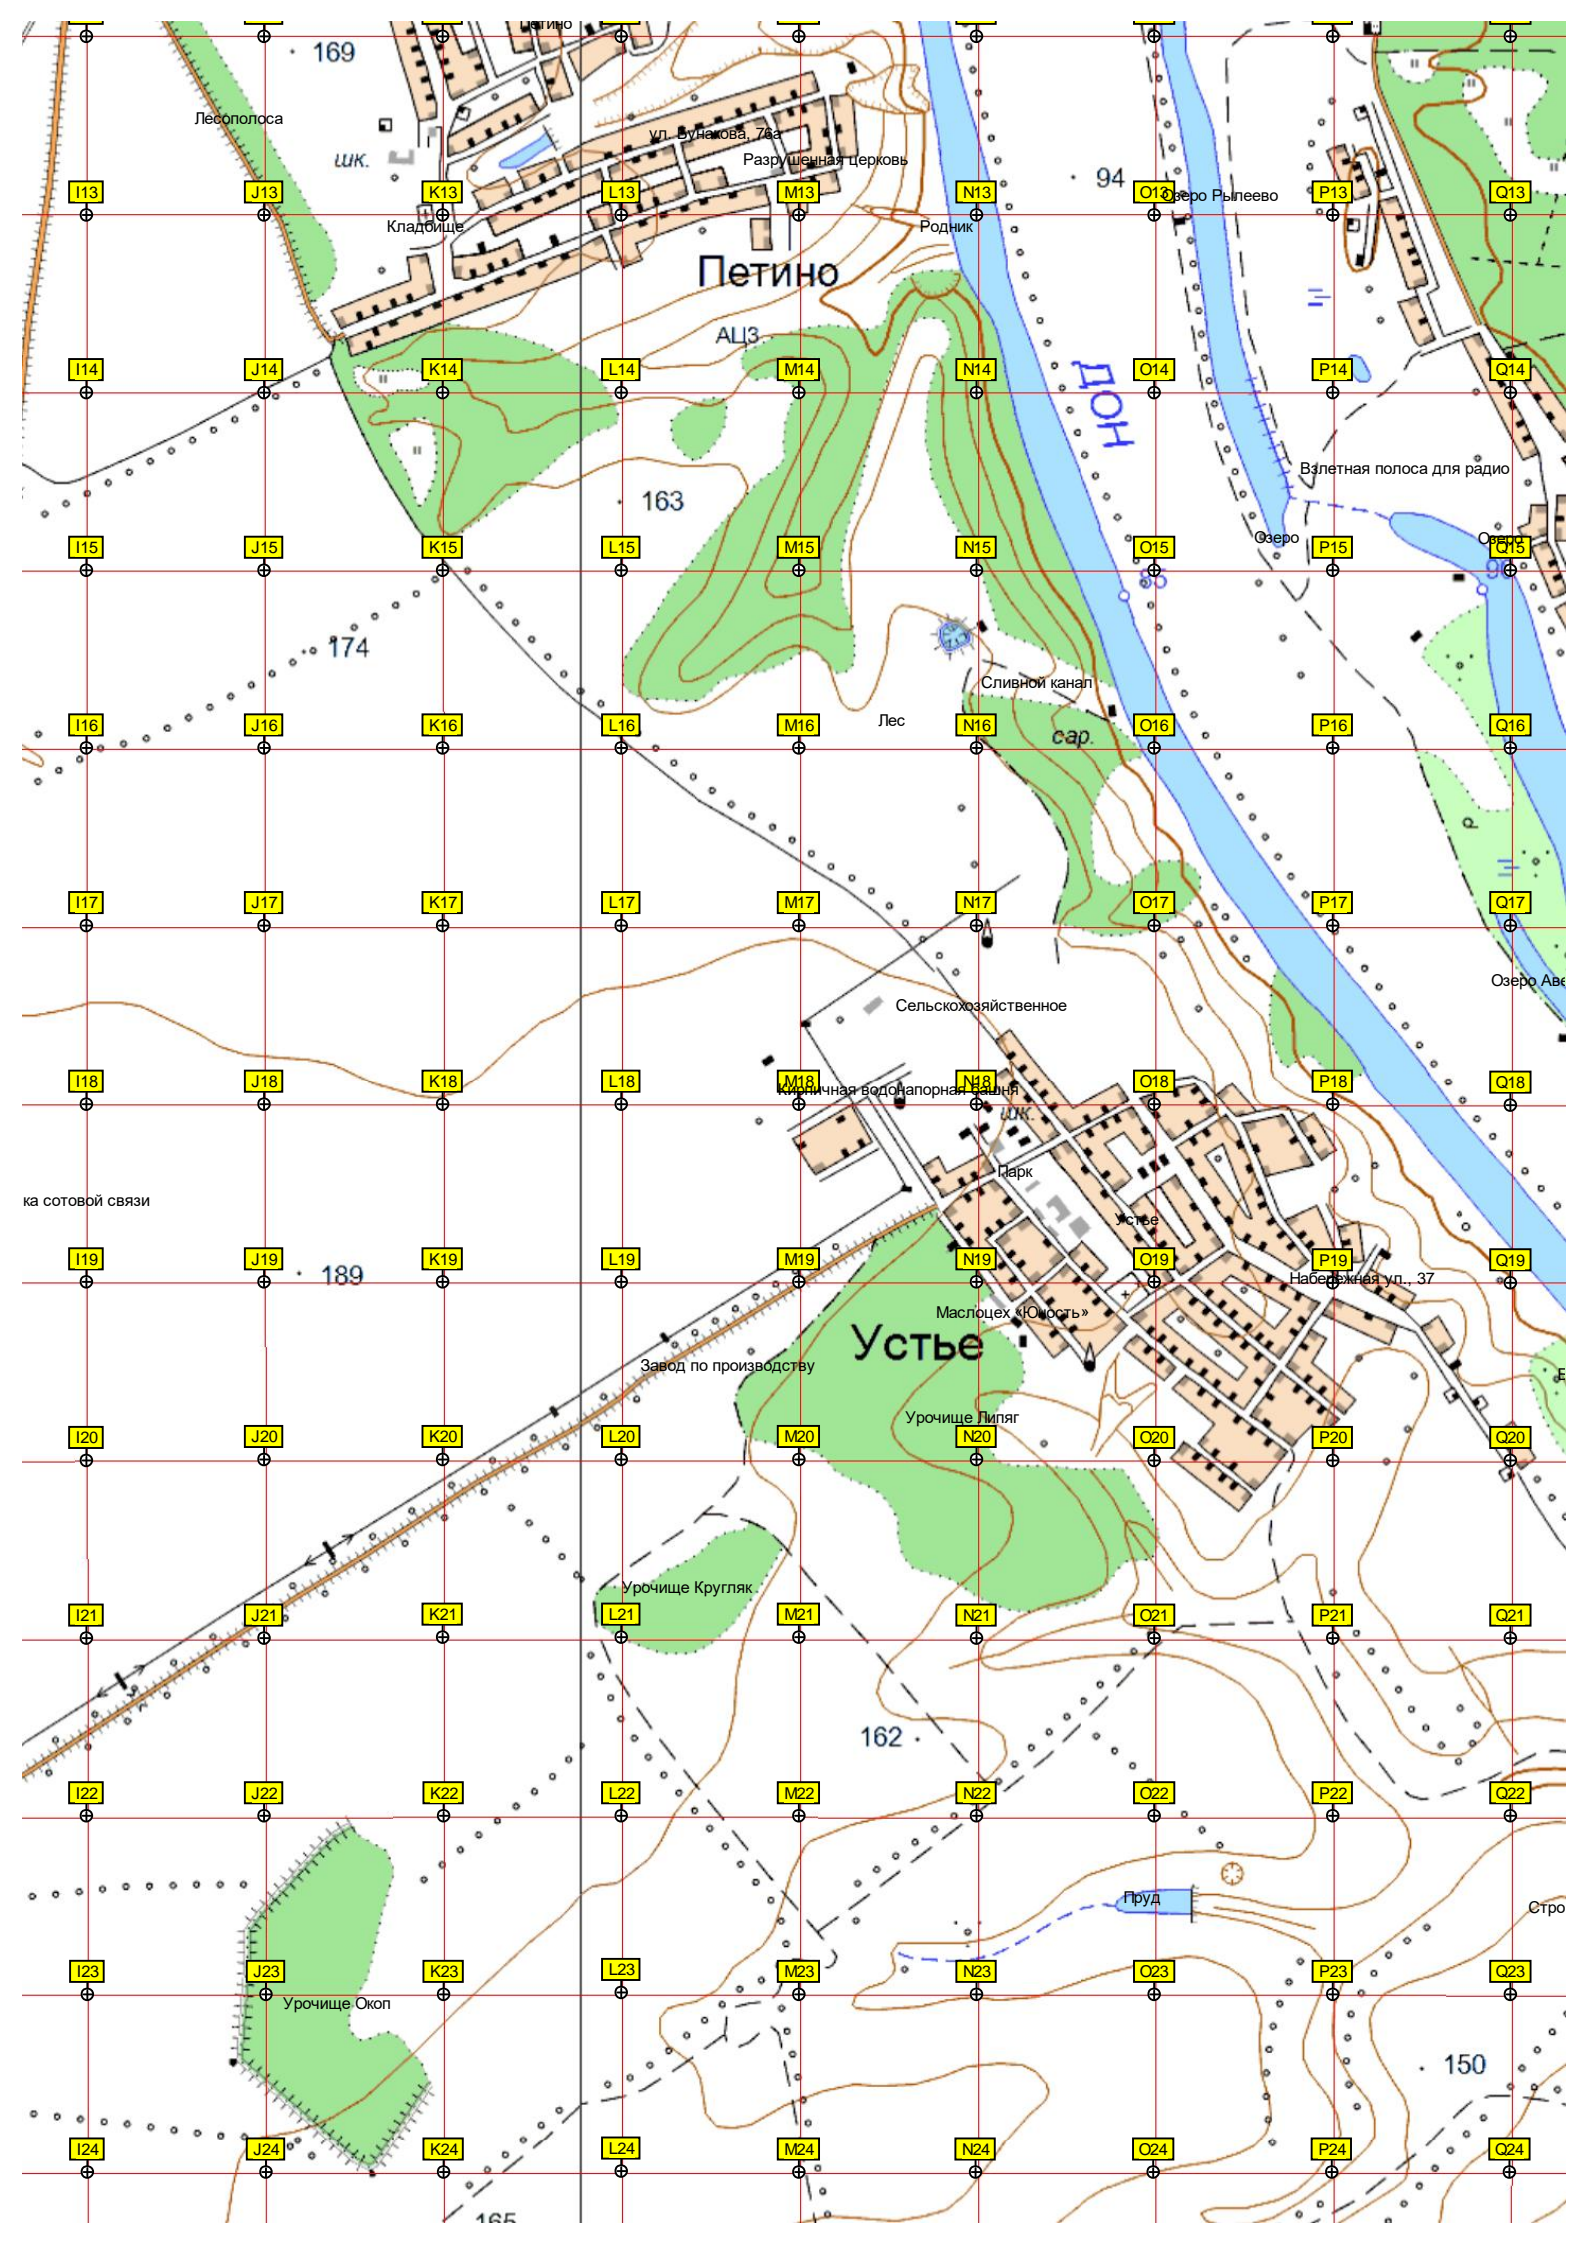 Петино
169
Лесополоса
ул. Бунакова, 76а
шк.
Разрушенная церковь
94
I13 J13 K13 L13 M13 N13 O13 P13 Q13
Озеро Рылеево
Кладбище
Родник
Петино
АЦЗ
I14 J14 K14 L14 M14 N14 O14 P14 Q14
ДОН
Взлетная полоса для радио
163
Озеро
Озеро
I15 J15 K15 L15 M15 N15 O15 P15 Q15
85
174
Сливной канал
Лес
I16 J16 K16 L16 M16 N16 O16 P16 Q16
сар.
Р
I17 J17 K17 L17 M17 N17 O17 P17 Q17
Озеро Аве
Сельскохозяйственное
I18 J18 K18 L18 M18 N18 O18 P18 Q18
Кирпичная водонапорная башня
шк.
Парк
ка сотовой связи
Устье
I19 J19 K19 L19 M19 N19 O19 P19 Q19
189
Набережная ул., 37
Маслоцех «Юность»
Устье
Завод по производству
Урочище Липяг
I20 J20 K20 L20 M20 N20 O20 P20 Q20
Урочище Кругляк
I21 J21 K21 L21 M21 N21 O21 P21 Q21
162
I22 J22 K22 L22 M22 N22 O22 P22 Q22
Пруд
Стро
I23 J23 K23 L23 M23 N23 O23 P23 Q23
Урочище Окоп
150
I24 J24 K24 L24 M24 N24 O24 P24 Q24
165